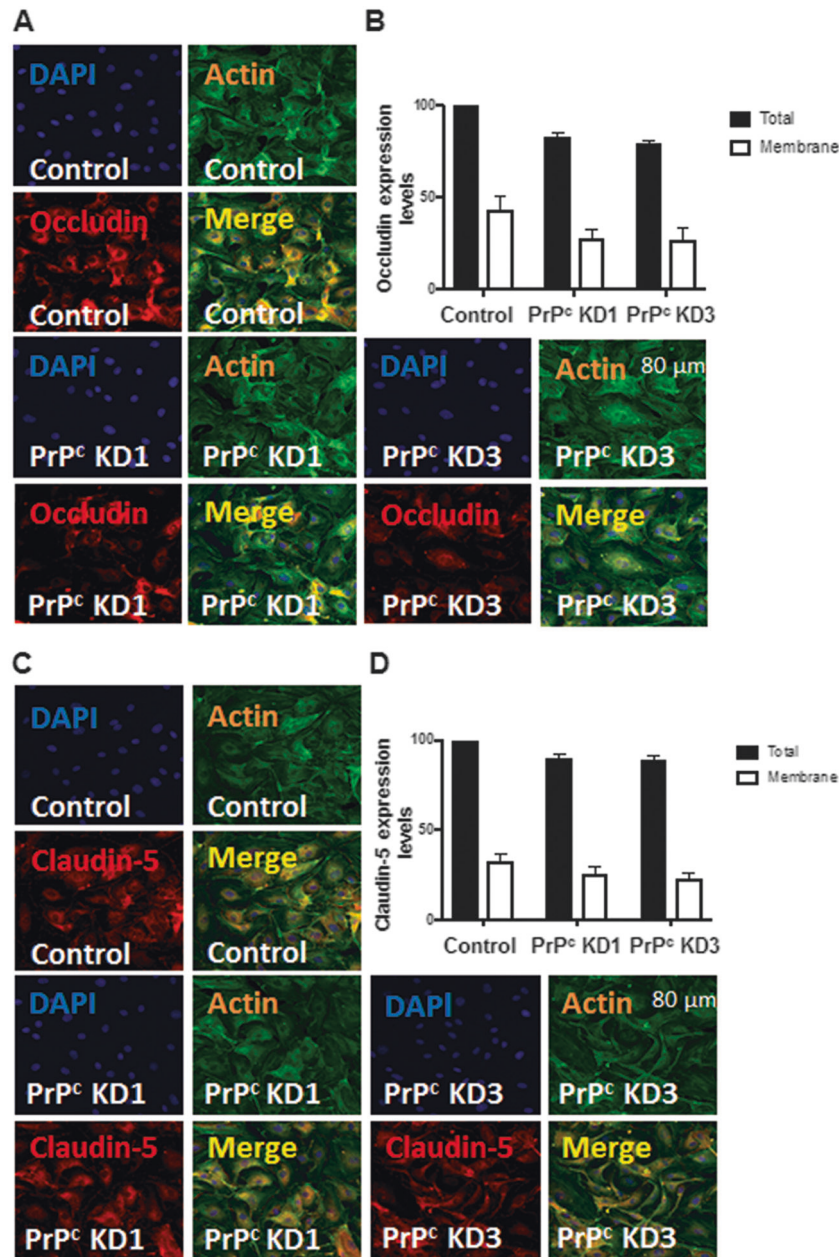 A
DAPI
Control
Actin
Control
Occludin
Control
Merge
Control
DAPI
PrPᶜ KD1
Actin
PrPᶜ KD1
Occludin
PrPᶜ KD1
Merge
PrPᶜ KD1
B
Occludin expression
levels
100
50
0
Control
PrPᶜ KD1
PrPᶜ KD3
Total
Membrane
DAPI
PrPᶜ KD3
Actin
80 µm
PrPᶜ KD3
Occludin
PrPᶜ KD3
Merge
PrPᶜ KD3
C
DAPI
Control
Actin
Control
Claudin-5
Control
Merge
Control
DAPI
PrPᶜ KD1
Actin
PrPᶜ KD1
Claudin-5
PrPᶜ KD1
Merge
PrPᶜ KD1
D
Claudin-5 expression
levels
100
50
0
Control
PrPᶜ KD1
PrPᶜ KD3
Total
Membrane
DAPI
PrPᶜ KD3
Actin
80 µm
PrPᶜ KD3
Claudin-5
PrPᶜ KD3
Merge
PrPᶜ KD3